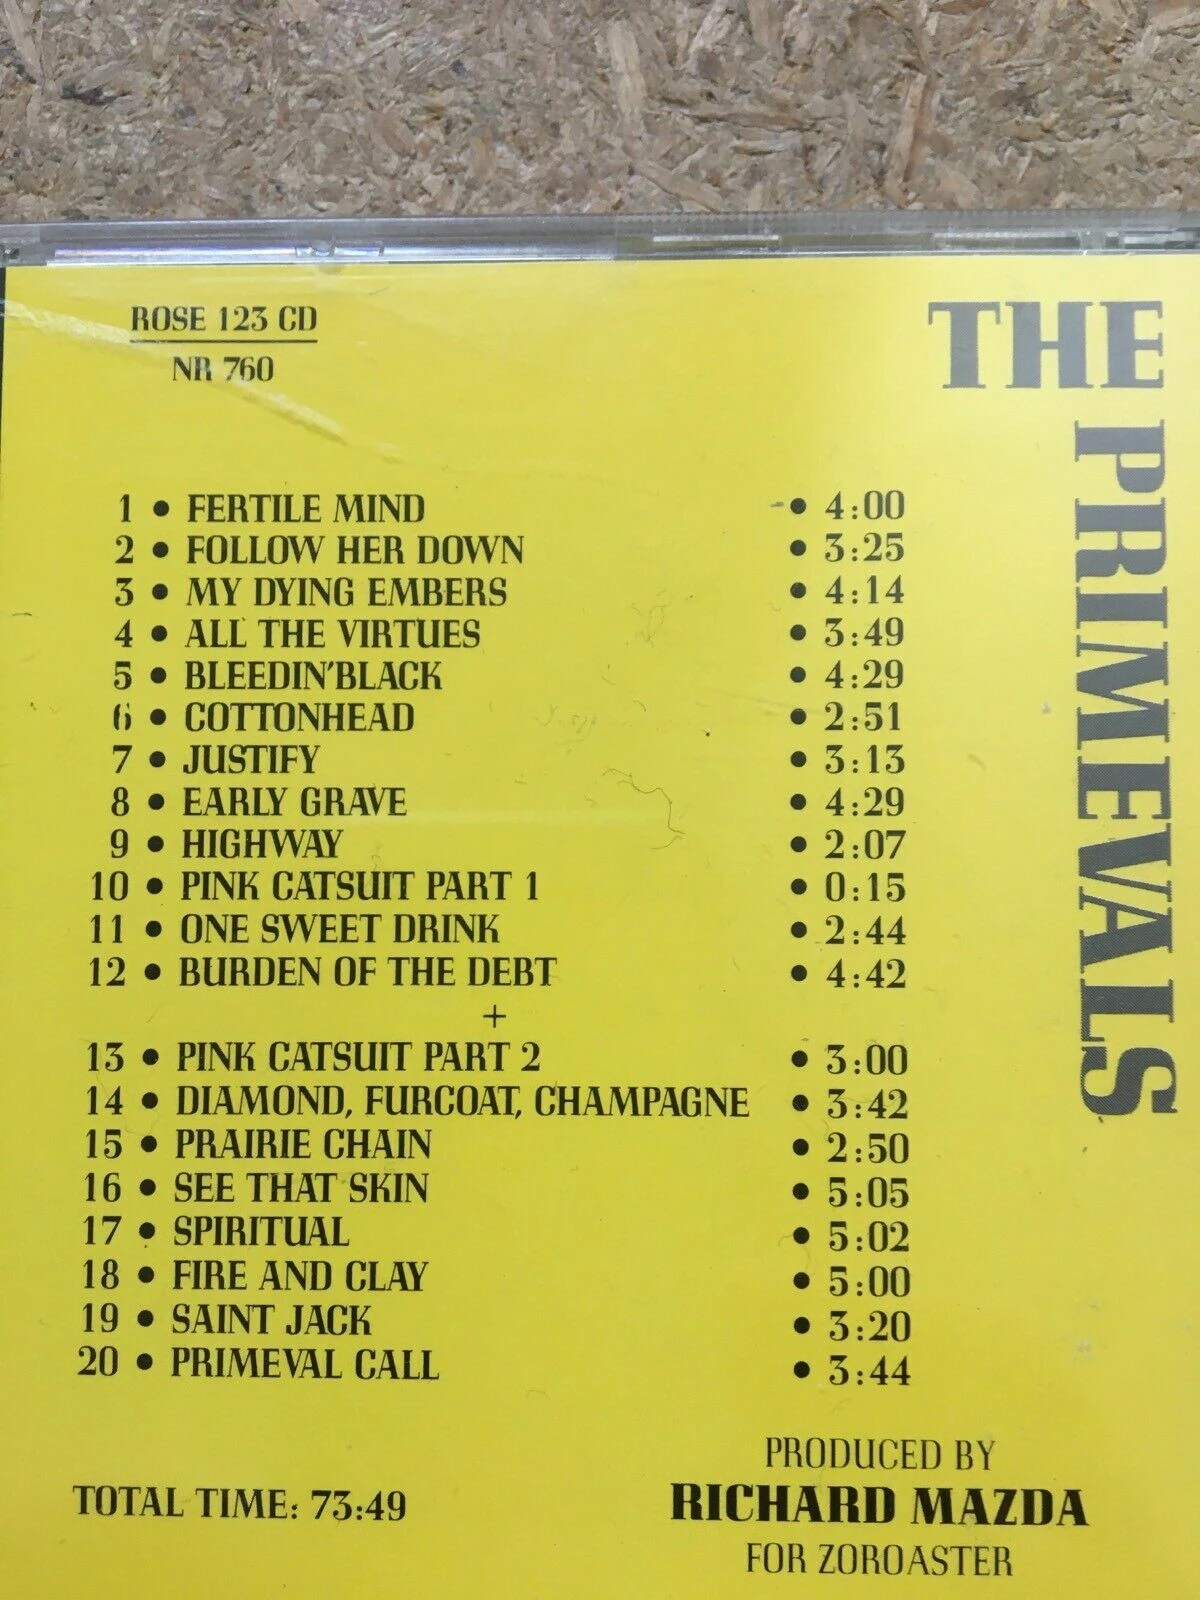 ROSE 123 CD
NR 760
THE
PRIMEVALS
1 • FERTILE MIND • 4:00
2 • FOLLOW HER DOWN • 3:25
3 • MY DYING EMBERS • 4:14
4 • ALL THE VIRTUES • 3:49
5 • BLEEDIN'BLACK • 4:29
6 • COTTONHEAD • 2:51
7 • JUSTIFY • 3:13
8 • EARLY GRAVE • 4:29
9 • HIGHWAY • 2:07
10 • PINK CATSUIT PART 1 • 0:15
11 • ONE SWEET DRINK • 2:44
12 • BURDEN OF THE DEBT • 4:42
+
13 • PINK CATSUIT PART 2 • 3:00
14 • DIAMOND, FURCOAT, CHAMPAGNE • 3:42
15 • PRAIRIE CHAIN • 2:50
16 • SEE THAT SKIN • 5:05
17 • SPIRITUAL • 5:02
18 • FIRE AND CLAY • 5:00
19 • SAINT JACK • 3:20
20 • PRIMEVAL CALL • 3:44
TOTAL TIME: 73:49
PRODUCED BY
RICHARD MAZDA
FOR ZOROASTER